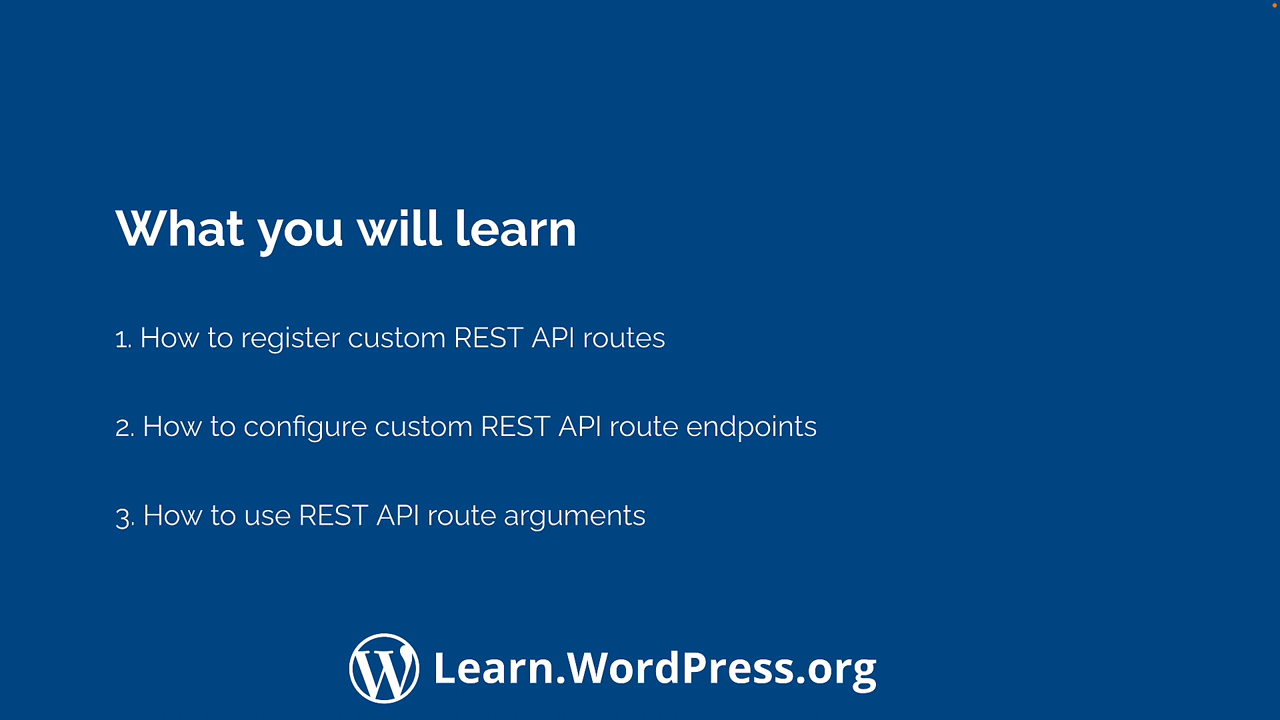 What you will learn
1. How to register custom REST API routes
2. How to configure custom REST API route endpoints
3. How to use REST API route arguments
Learn.WordPress.org